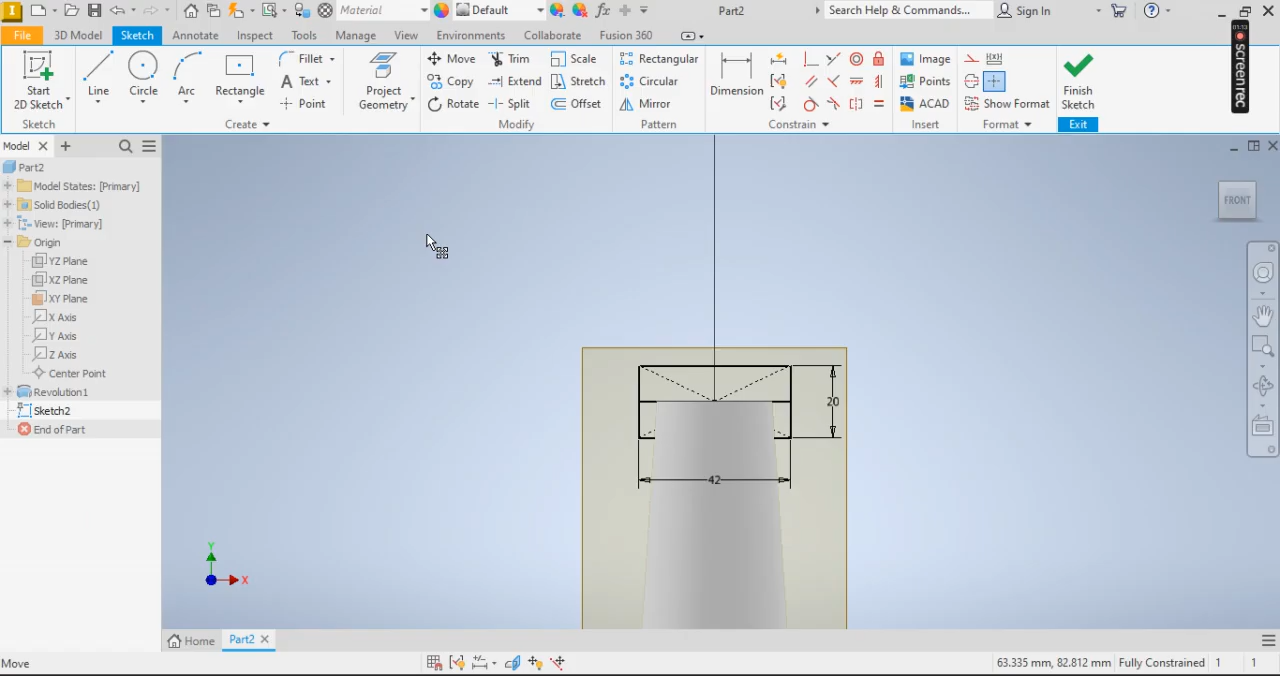 Material
Default
fx
Part2
Search Help & Commands...
Sign In
File
3D Model
Sketch
Annotate
Inspect
Tools
Manage
View
Environments
Collaborate
Fusion 360
Start
2D Sketch
Line
Circle
Arc
Rectangle
Fillet
Text
Point
Project
Geometry
Move
Copy
Rotate
Trim
Extend
Split
Scale
Stretch
Offset
Rectangular
Circular
Mirror
Dimension
Image
Points
ACAD
Show Format
Finish
Sketch
Sketch
Create
Modify
Pattern
Constrain
Insert
Format
Exit
01:13
screenrec
Model
Part2
Model States: [Primary]
Solid Bodies(1)
View: [Primary]
Origin
YZ Plane
XZ Plane
XY Plane
X Axis
Y Axis
Z Axis
Center Point
Revolution1
Sketch2
End of Part
FRONT
20
42
Y
X
Home
Part2
Move
63.335 mm, 82.812 mm
Fully Constrained
1
1